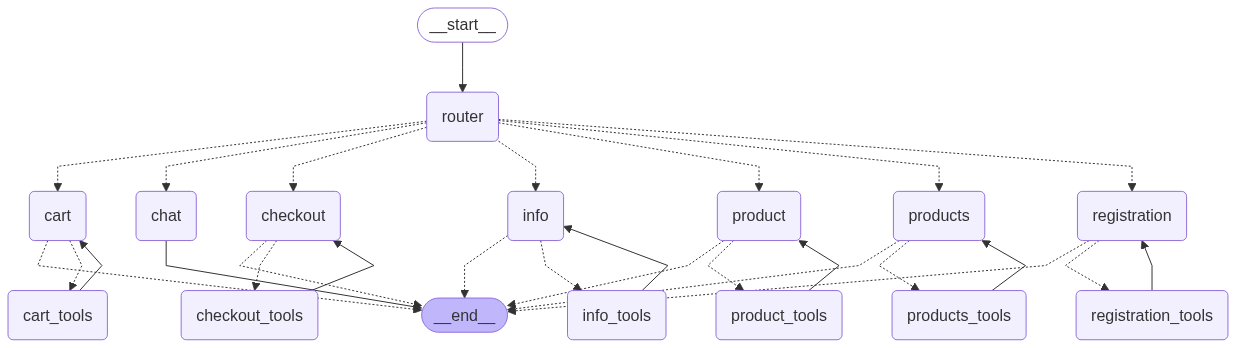 __start__
router
cart
chat
checkout
info
product
products
registration
cart_tools
checkout_tools
__end__
info_tools
product_tools
products_tools
registration_tools